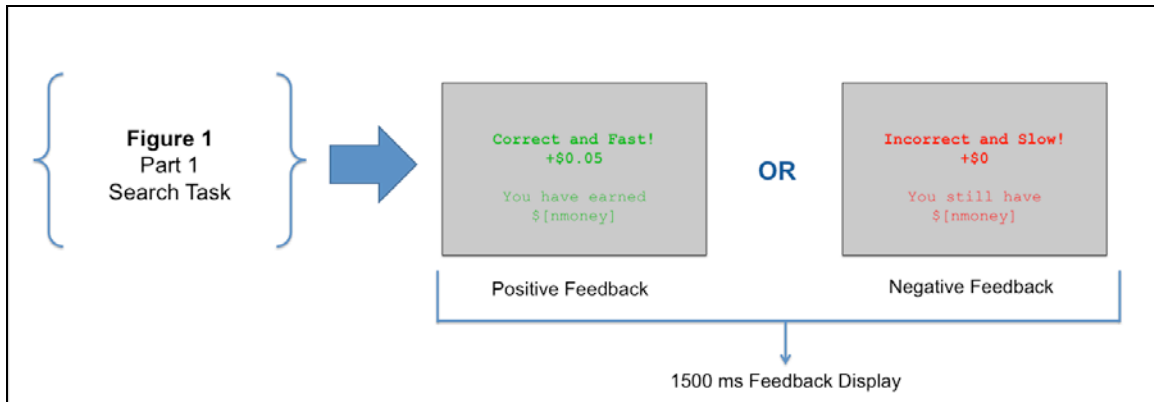 Figure 1
Part 1
Search Task
Correct and Fast!
+$0.05
You have earned
$[nmoney]
Positive Feedback
OR
Incorrect and Slow!
+$0
You still have
$[nmoney]
Negative Feedback
1500 ms Feedback Display